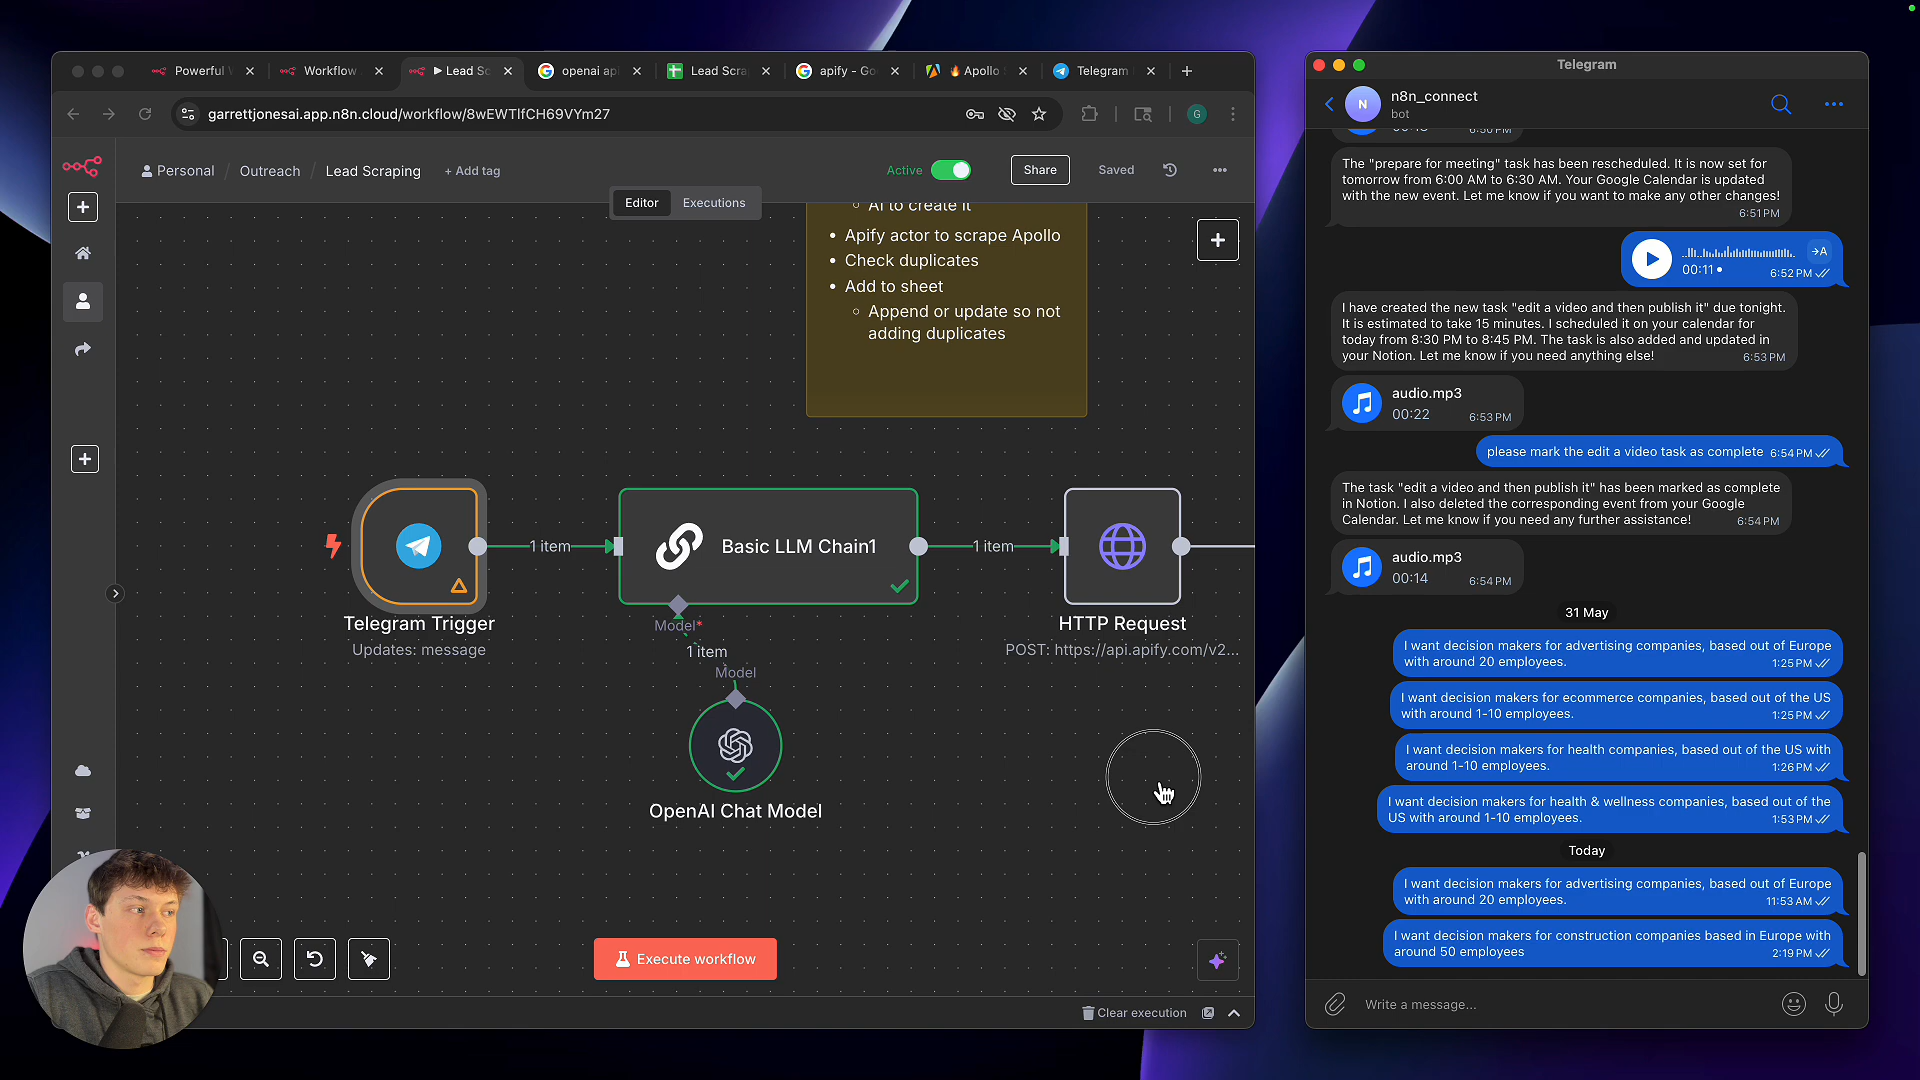 Powerful
Workflow
Lead Sc
openai ap
Lead Scra
apify - Go
Apollo
Telegram
garrettjonesai.app.n8n.cloud/workflow/8wEWTIfCH69VYm27
G
Personal / Outreach / Lead Scraping + Add tag
Active
Share
Saved
Editor
Executions
AI to create it
• Apify actor to scrape Apollo
• Check duplicates
• Add to sheet
Append or update so not
adding duplicates
1 item
Basic LLM Chain1
1 item
Telegram Trigger
Updates: message
Model*
1 item
Model
OpenAI Chat Model
HTTP Request
POST: https://api.apify.com/v2...
Execute workflow
Clear execution
Telegram
N
n8n_connect
bot
6:50 PM
The "prepare for meeting" task has been rescheduled. It is now set for
tomorrow from 6:00 AM to 6:30 AM. Your Google Calendar is updated
with the new event. Let me know if you want to make any other changes!
6:51 PM
→A
00:11
6:52 PM
I have created the new task "edit a video and then publish it" due tonight.
It is estimated to take 15 minutes. I scheduled it on your calendar for
today from 8:30 PM to 8:45 PM. The task is also added and updated in
your Notion. Let me know if you need anything else!
6:53 PM
audio.mp3
00:22
6:53 PM
please mark the edit a video task as complete 6:54 PM
The task "edit a video and then publish it" has been marked as complete
in Notion. I also deleted the corresponding event from your Google
Calendar. Let me know if you need any further assistance!
6:54 PM
audio.mp3
00:14
6:54 PM
31 May
I want decision makers for advertising companies, based out of Europe
with around 20 employees.
1:25 PM
I want decision makers for ecommerce companies, based out of the US
with around 1-10 employees.
1:25 PM
I want decision makers for health companies, based out of the US with
around 1-10 employees.
1:26 PM
I want decision makers for health & wellness companies, based out of the
US with around 1-10 employees.
1:53 PM
Today
I want decision makers for advertising companies, based out of Europe
with around 20 employees.
11:53 AM
I want decision makers for construction companies based in Europe with
around 50 employees
2:19 PM
Write a message...